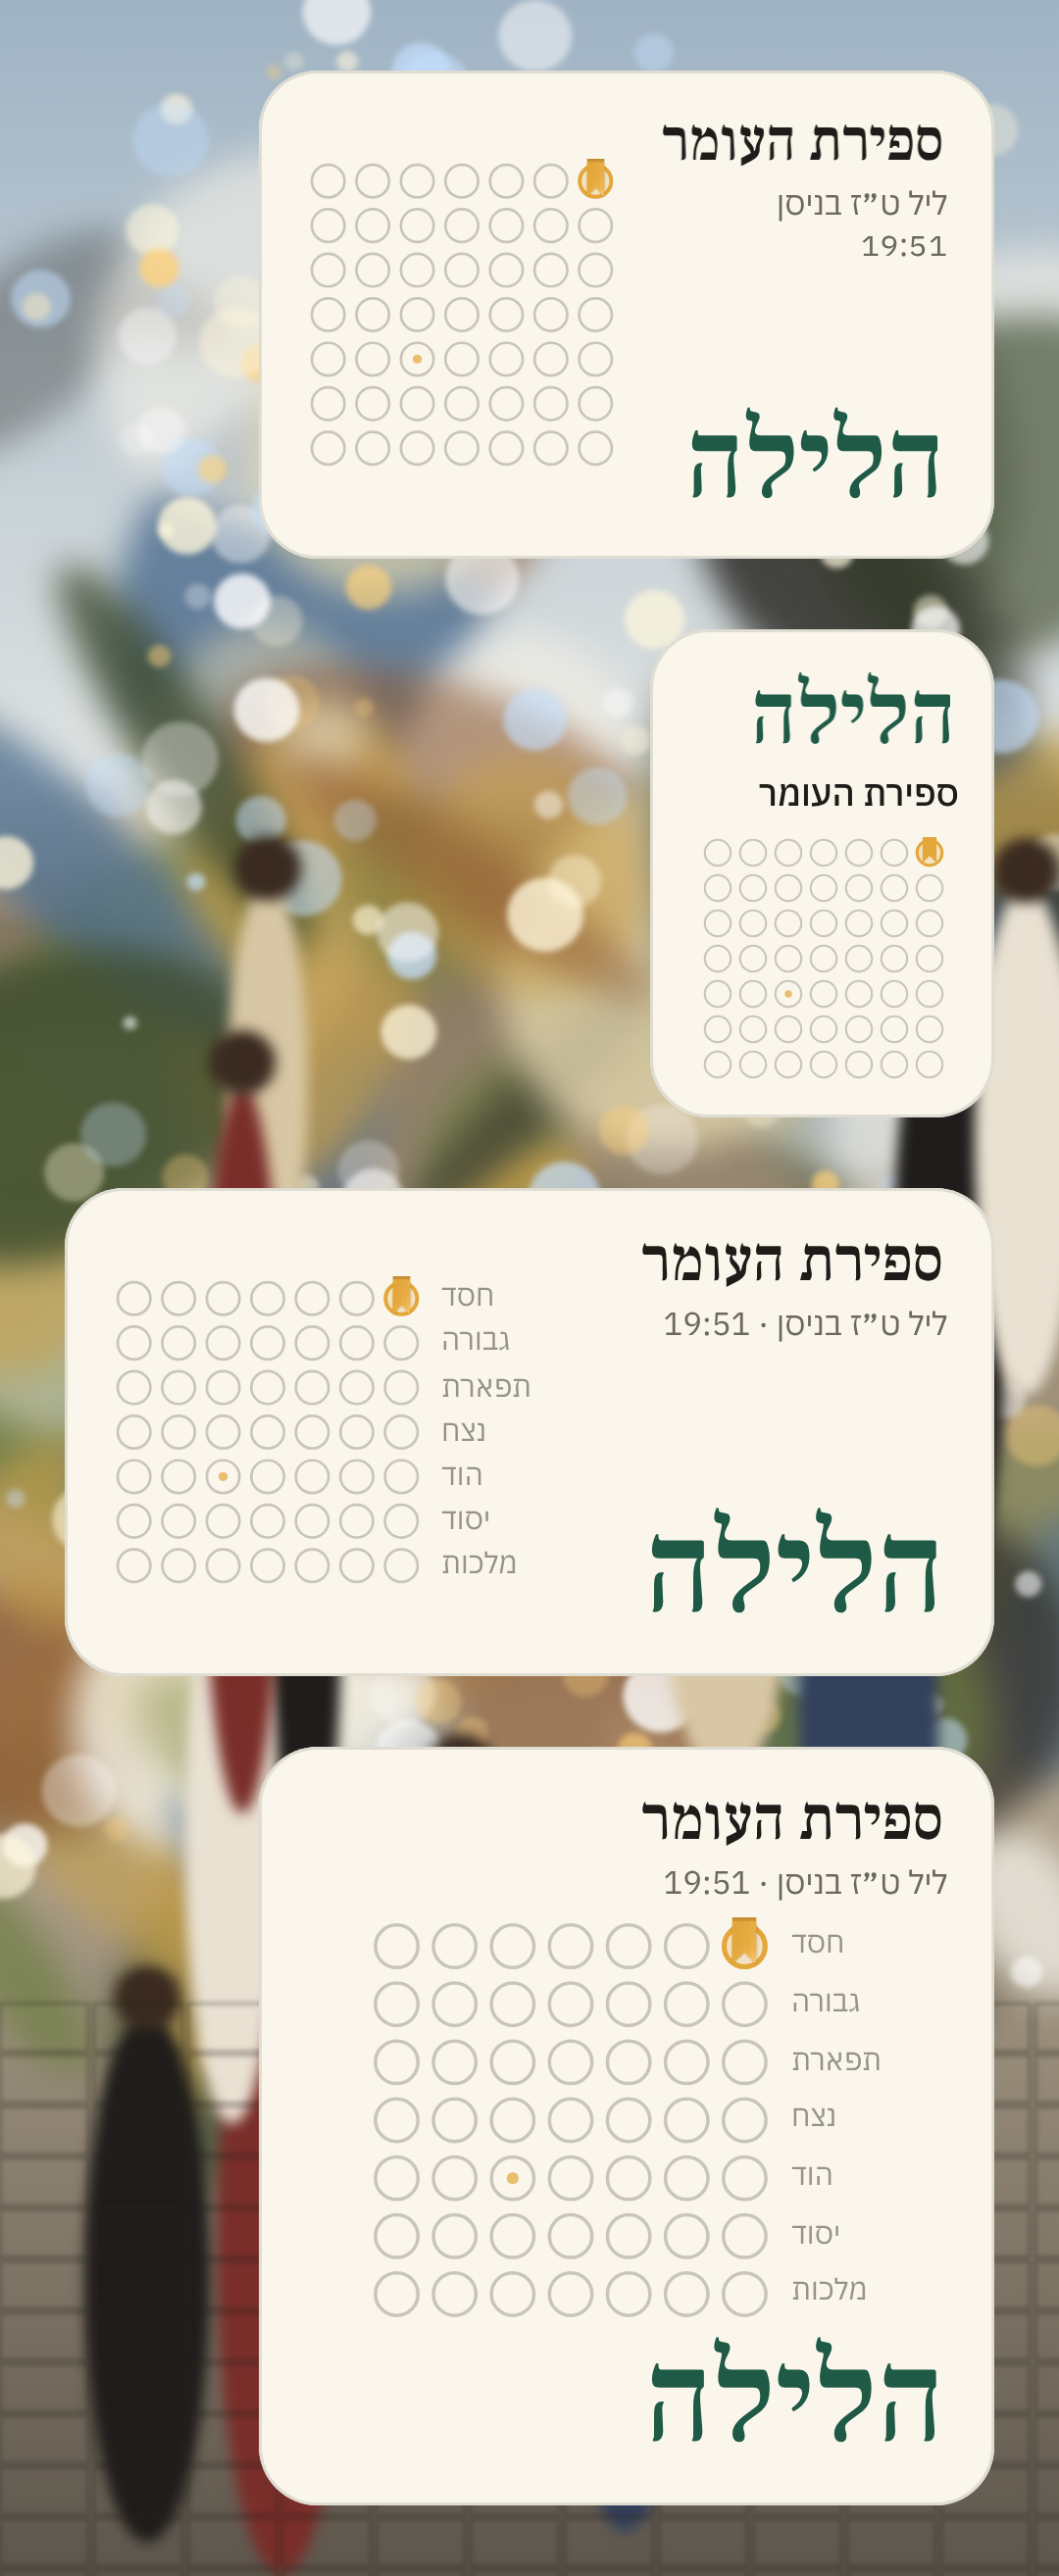 ספירת העומר
ליל ט״ז בניסן
19:51
הלילה
הלילה
ספירת העומר
ספירת העומר
ליל ט״ז בניסן · 19:51
חסד
גבורה
תפארת
נצח
הוד
יסוד
מלכות
הלילה
ספירת העומר
ליל ט״ז בניסן · 19:51
חסד
גבורה
תפארת
נצח
הוד
יסוד
מלכות
הלילה